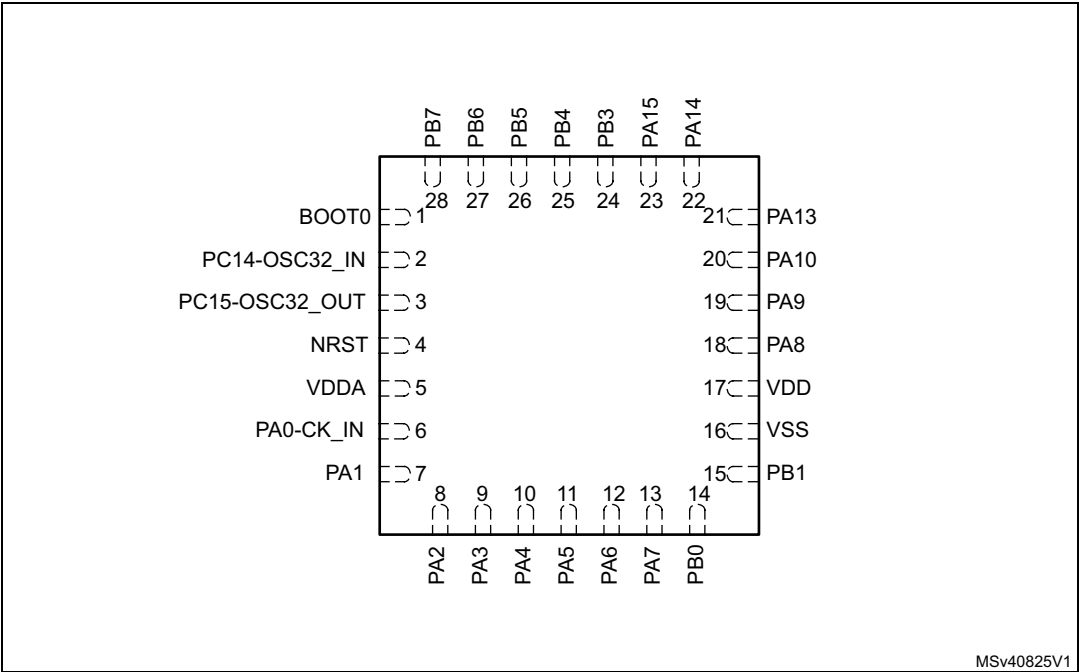 PB7 PB6 PB5 PB4 PB3 PA15 PA14
28 27 26 25 24 23 22
BOOT0 1 21 PA13
PC14-OSC32_IN 2 20 PA10
PC15-OSC32_OUT 3 19 PA9
NRST 4 18 PA8
VDDA 5 17 VDD
PA0-CK_IN 6 16 VSS
PA1 7 15 PB1
8 9 10 11 12 13 14
PA2 PA3 PA4 PA5 PA6 PA7 PB0
MSv40825V1